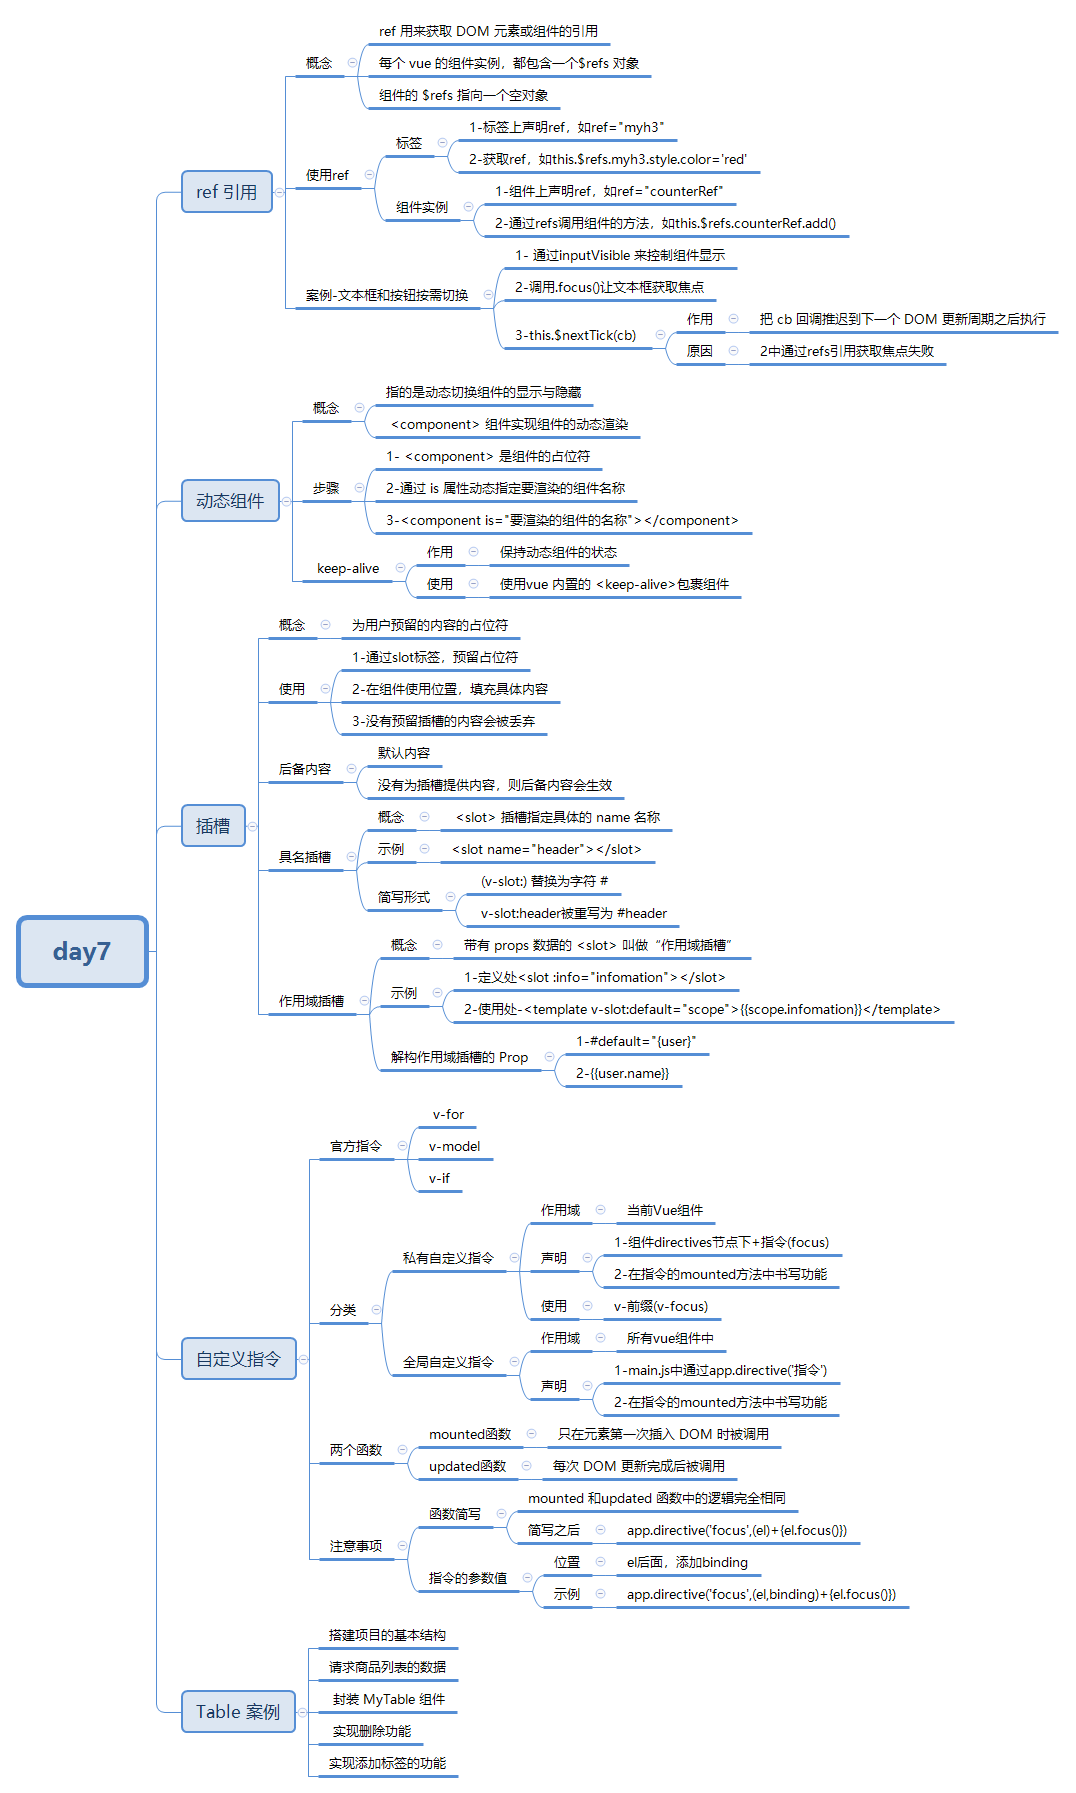 day7
ref 引用
概念
ref 用来获取 DOM 元素或组件的引用
每个 vue 的组件实例，都包含一个$refs 对象
组件的 $refs 指向一个空对象
使用ref
标签
1-标签上声明ref，如ref="myh3"
2-获取ref，如this.$refs.myh3.style.color='red'
组件实例
1-组件上声明ref，如ref="counterRef"
2-通过refs调用组件的方法，如this.$refs.counterRef.add()
案例-文本框和按钮按需切换
1- 通过inputVisible 来控制组件显示
2-调用.focus()让文本框获取焦点
3-this.$nextTick(cb)
作用
把 cb 回调推迟到下一个 DOM 更新周期之后执行
原因
2中通过refs引用获取焦点失败
动态组件
概念
指的是动态切换组件的显示与隐藏
<component> 组件实现组件的动态渲染
步骤
1- <component> 是组件的占位符
2-通过 is 属性动态指定要渲染的组件名称
3-<component is="要渲染的组件的名称"></component>
keep-alive
作用
保持动态组件的状态
使用
使用vue 内置的 <keep-alive>包裹组件
插槽
概念
为用户预留的内容的占位符
使用
1-通过slot标签，预留占位符
2-在组件使用位置，填充具体内容
3-没有预留插槽的内容会被丢弃
后备内容
默认内容
没有为插槽提供内容，则后备内容会生效
具名插槽
概念
<slot> 插槽指定具体的 name 名称
示例
<slot name="header"></slot>
简写形式
(v-slot:) 替换为字符 #
v-slot:header被重写为 #header
作用域插槽
概念
带有 props 数据的 <slot> 叫做“作用域插槽”
示例
1-定义处<slot :info="infomation"></slot>
2-使用处-<template v-slot:default="scope">{{scope.infomation}}</template>
解构作用域插槽的 Prop
1-#default="{user}"
2-{{user.name}}
自定义指令
官方指令
v-for
v-model
v-if
分类
私有自定义指令
作用域
当前Vue组件
声明
1-组件directives节点下+指令(focus)
2-在指令的mounted方法中书写功能
使用
v-前缀(v-focus)
全局自定义指令
作用域
所有vue组件中
声明
1-main.js中通过app.directive('指令')
2-在指令的mounted方法中书写功能
两个函数
mounted函数
只在元素第一次插入 DOM 时被调用
updated函数
每次 DOM 更新完成后被调用
注意事项
函数简写
mounted 和updated 函数中的逻辑完全相同
简写之后
app.directive('focus',(el)+{el.focus()})
指令的参数值
位置
el后面，添加binding
示例
app.directive('focus',(el,binding)+{el.focus()})
Table 案例
搭建项目的基本结构
请求商品列表的数据
封装 MyTable 组件
实现删除功能
实现添加标签的功能